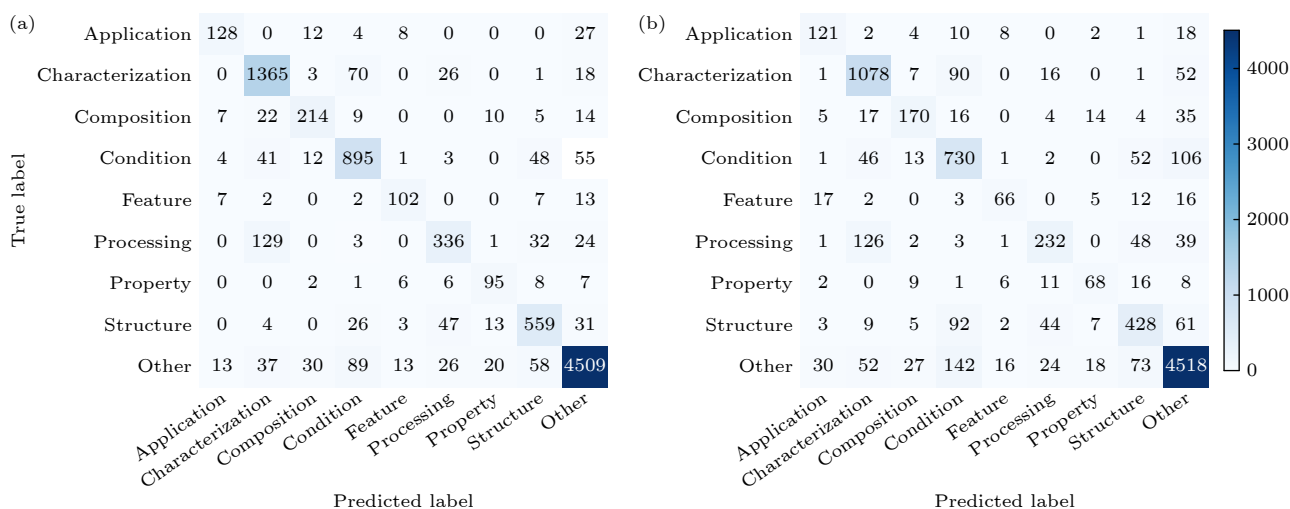 (a)
Application 128 0 12 4 8 0 0 0 27
Characterization 0 1365 3 70 0 26 0 1 18
Composition 7 22 214 9 0 0 10 5 14
Condition 4 41 12 895 1 3 0 48 55
Feature 7 2 0 2 102 0 0 7 13
Processing 0 129 0 3 0 336 1 32 24
Property 0 0 2 1 6 6 95 8 7
Structure 0 4 0 26 3 47 13 559 31
Other 13 37 30 89 13 26 20 58 4509
True label
Application Characterization Composition Condition Feature Processing Property Structure Other
Predicted label
(b)
Application 121 2 4 10 8 0 2 1 18
Characterization 1 1078 7 90 0 16 0 1 52
Composition 5 17 170 16 0 4 14 4 35
Condition 1 46 13 730 1 2 0 52 106
Feature 17 2 0 3 66 0 5 12 16
Processing 1 126 2 3 1 232 0 48 39
Property 2 0 9 1 6 11 68 16 8
Structure 3 9 5 92 2 44 7 428 61
Other 30 52 27 142 16 24 18 73 4518
Application Characterization Composition Condition Feature Processing Property Structure Other
Predicted label
4000
3000
2000
1000
0